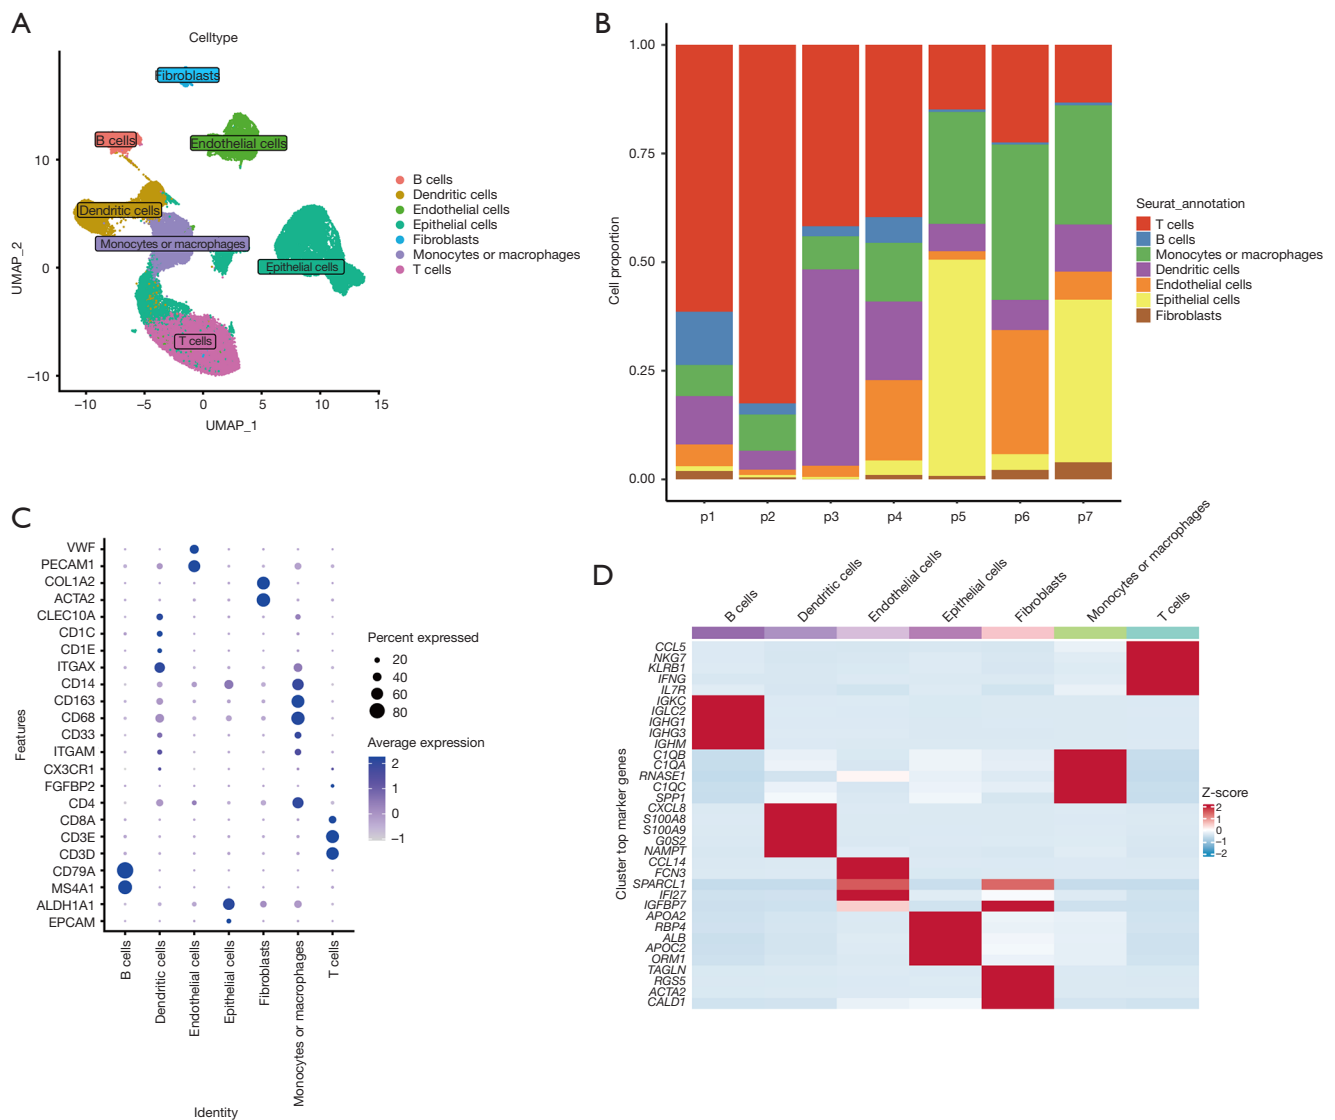 A
Celltype
Fibroblasts
B cells
Endothelial cells
Dendritic cells
Monocytes or macrophages
Epithelial cells
T cells
10
0
−10
UMAP_2
−10
−5
0
5
10
15
UMAP_1
B cells
Dendritic cells
Endothelial cells
Epithelial cells
Fibroblasts
Monocytes or macrophages
T cells
B
1.00
0.75
0.50
0.25
0.00
Cell proportion
p1
p2
p3
p4
p5
p6
p7
Seurat_annotation
T cells
B cells
Monocytes or macrophages
Dendritic cells
Endothelial cells
Epithelial cells
Fibroblasts
C
VWF
PECAM1
COL1A2
ACTA2
CLEC10A
CD1C
CD1E
ITGAX
CD14
CD163
CD68
CD33
ITGAM
CX3CR1
FGFBP2
CD4
CD8A
CD3E
CD3D
CD79A
MS4A1
ALDH1A1
EPCAM
Features
B cells
Dendritic cells
Endothelial cells
Epithelial cells
Fibroblasts
Monocytes or macrophages
T cells
Identity
Percent expressed
20
40
60
80
Average expression
2
1
0
−1
D
B cells
Dendritic cells
Endothelial cells
Epithelial cells
Fibroblasts
Monocytes or macrophages
T cells
CCL5
NKG7
KLRB1
IFNG
IL7R
IGKC
IGLC2
IGHG1
IGHG3
IGHM
C1QB
C1QA
RNASE1
C1QC
SPP1
CXCL8
S100A8
S100A9
G0S2
NAMPT
CCL14
FCN3
SPARCL1
IFI27
IGFBP7
APOA2
RBP4
ALB
APOC2
ORM1
TAGLN
RGS5
ACTA2
CALD1
Cluster top marker genes
Z-score
2
1
0
−1
−2